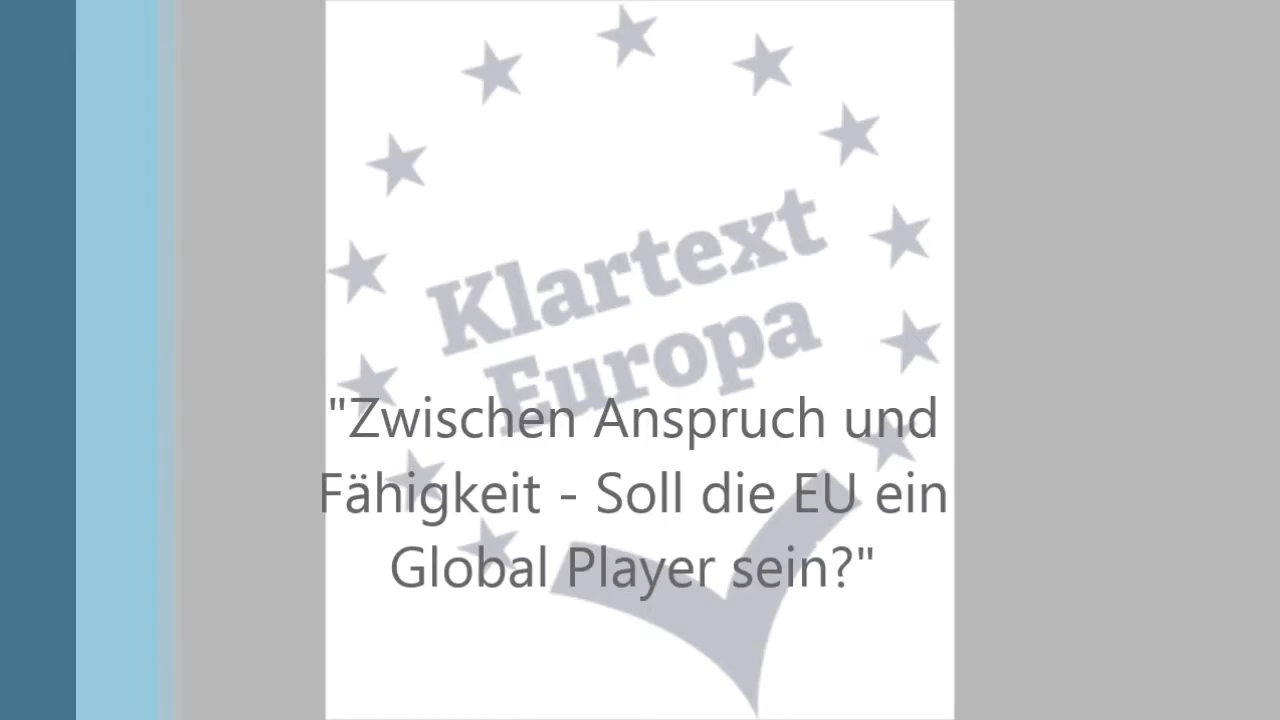 Klartext
Europa
"Zwischen Anspruch und
Fähigkeit - Soll die EU ein
Global Player sein?"